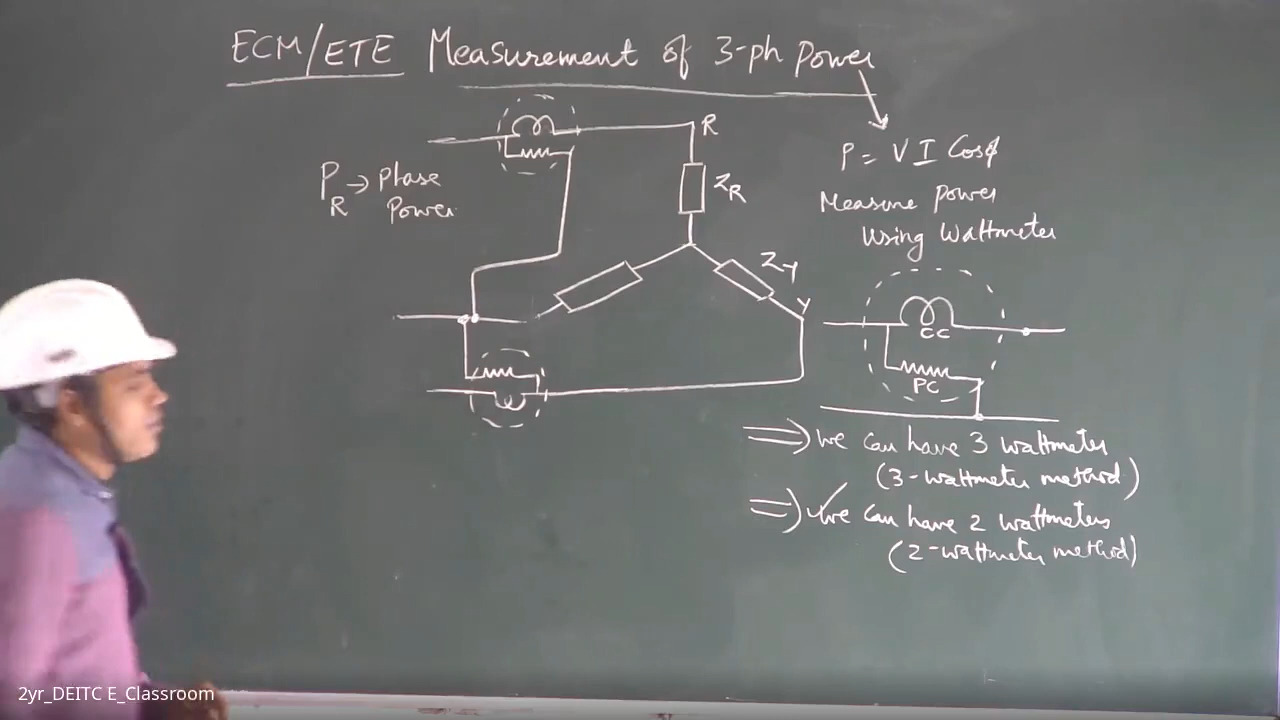 ECM/ETE Measurement of 3-ph Power
R
P = V I Cosφ
P_R → Phase
Power
Z_R
Measure power
Using Wattmeter
Z_Y
Y
CC
PC
=> we can have 3 wattmeter
(3-wattmeter method)
=> ✓ we can have 2 wattmeters
(2-wattmeter method)
2yr_DEITC E_Classroom